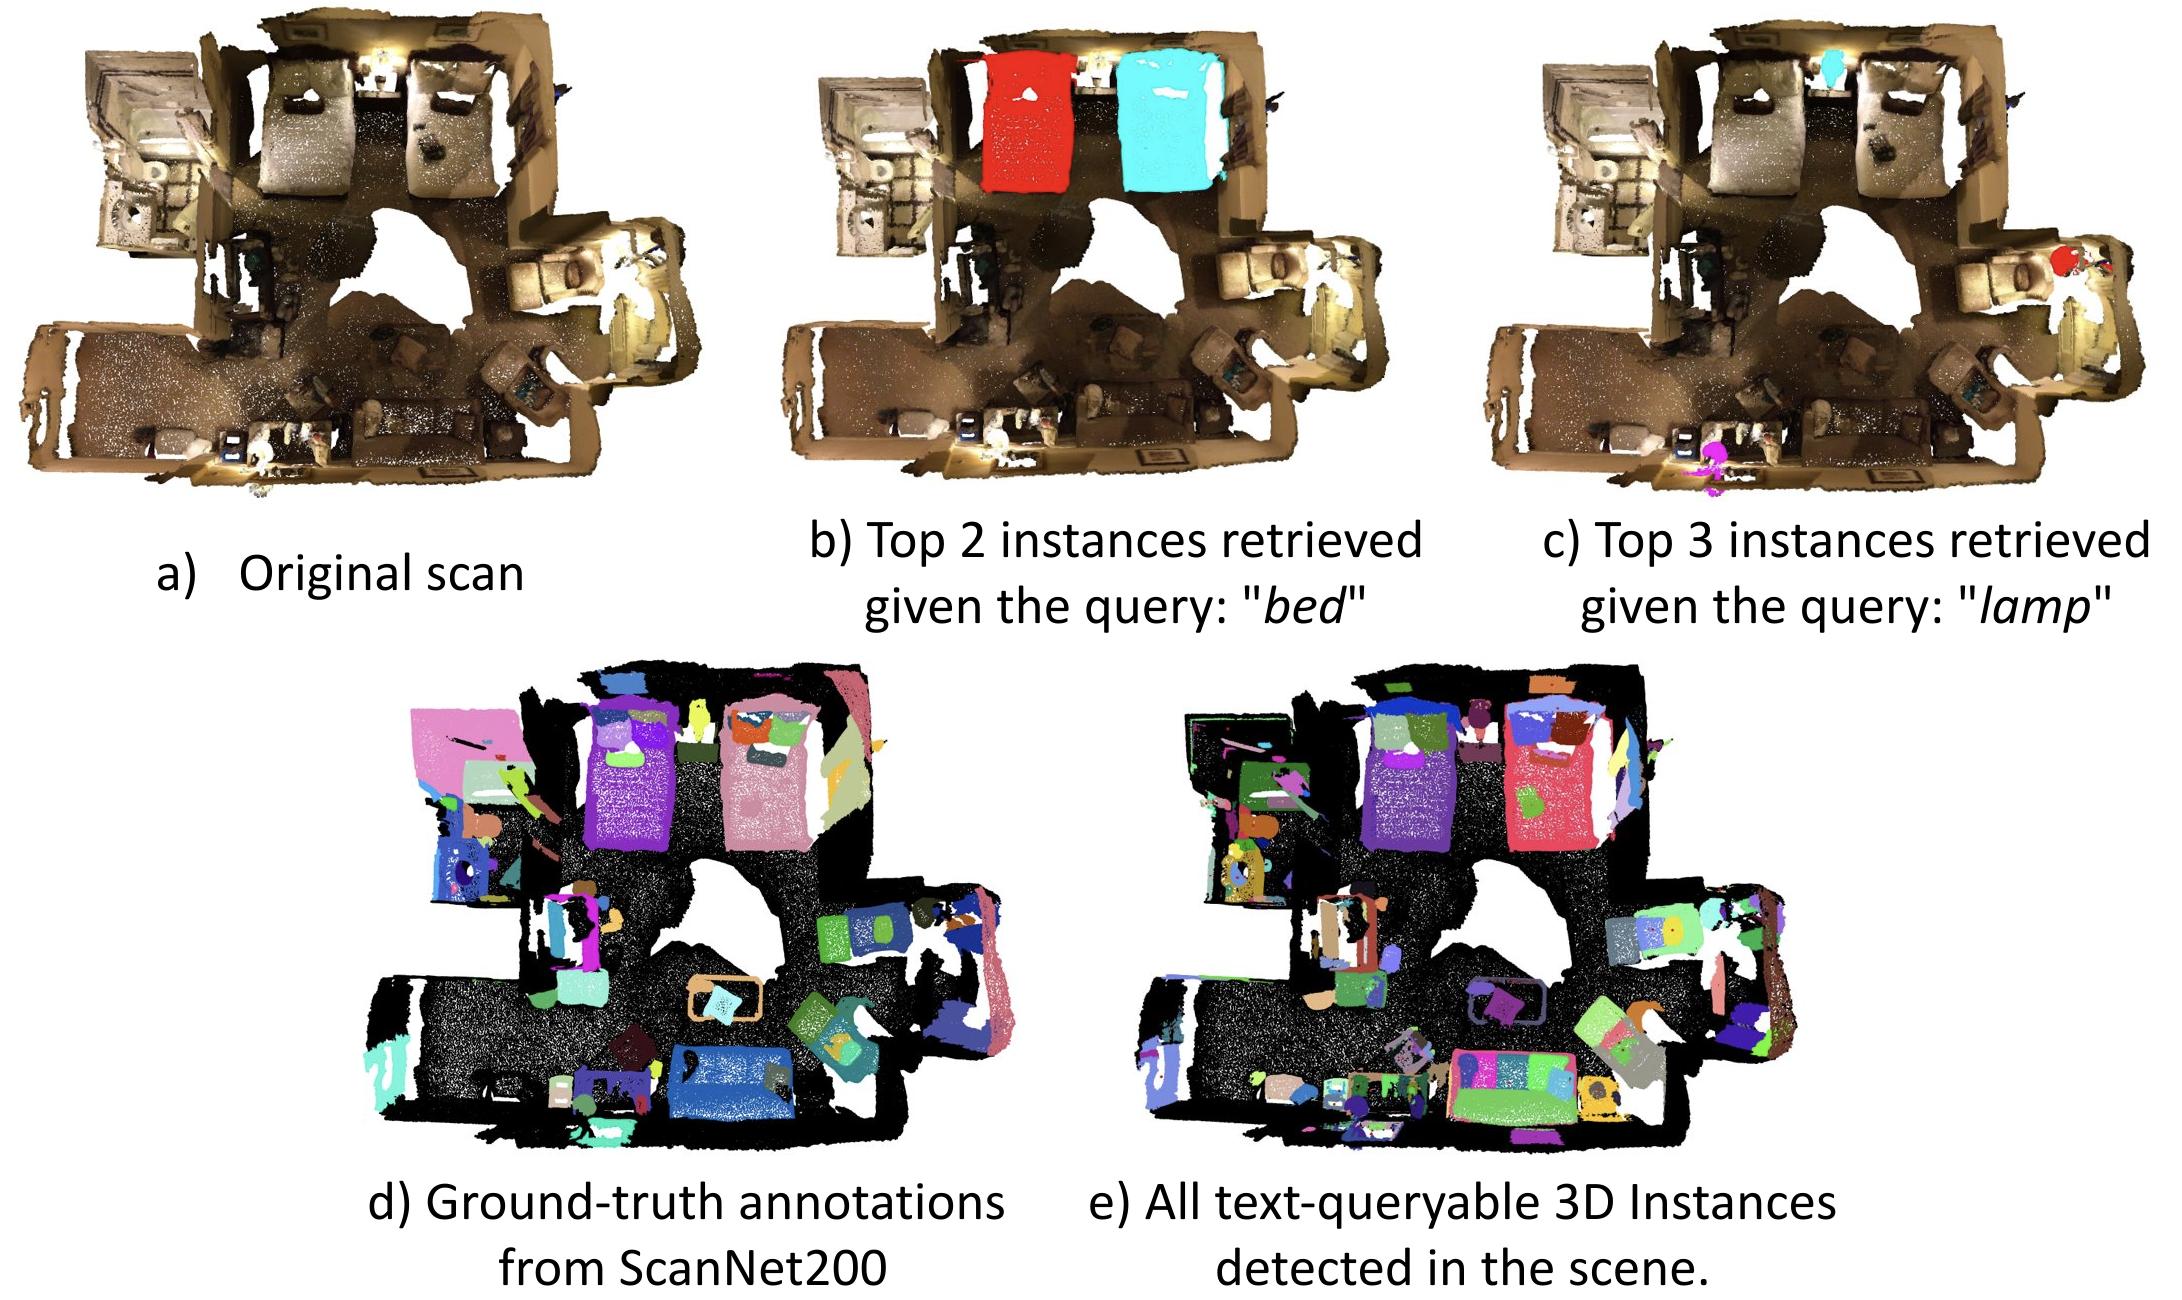 a) Original scan
b) Top 2 instances retrieved
given the query: "bed"
c) Top 3 instances retrieved
given the query: "lamp"
d) Ground-truth annotations
from ScanNet200
e) All text-queryable 3D Instances
detected in the scene.